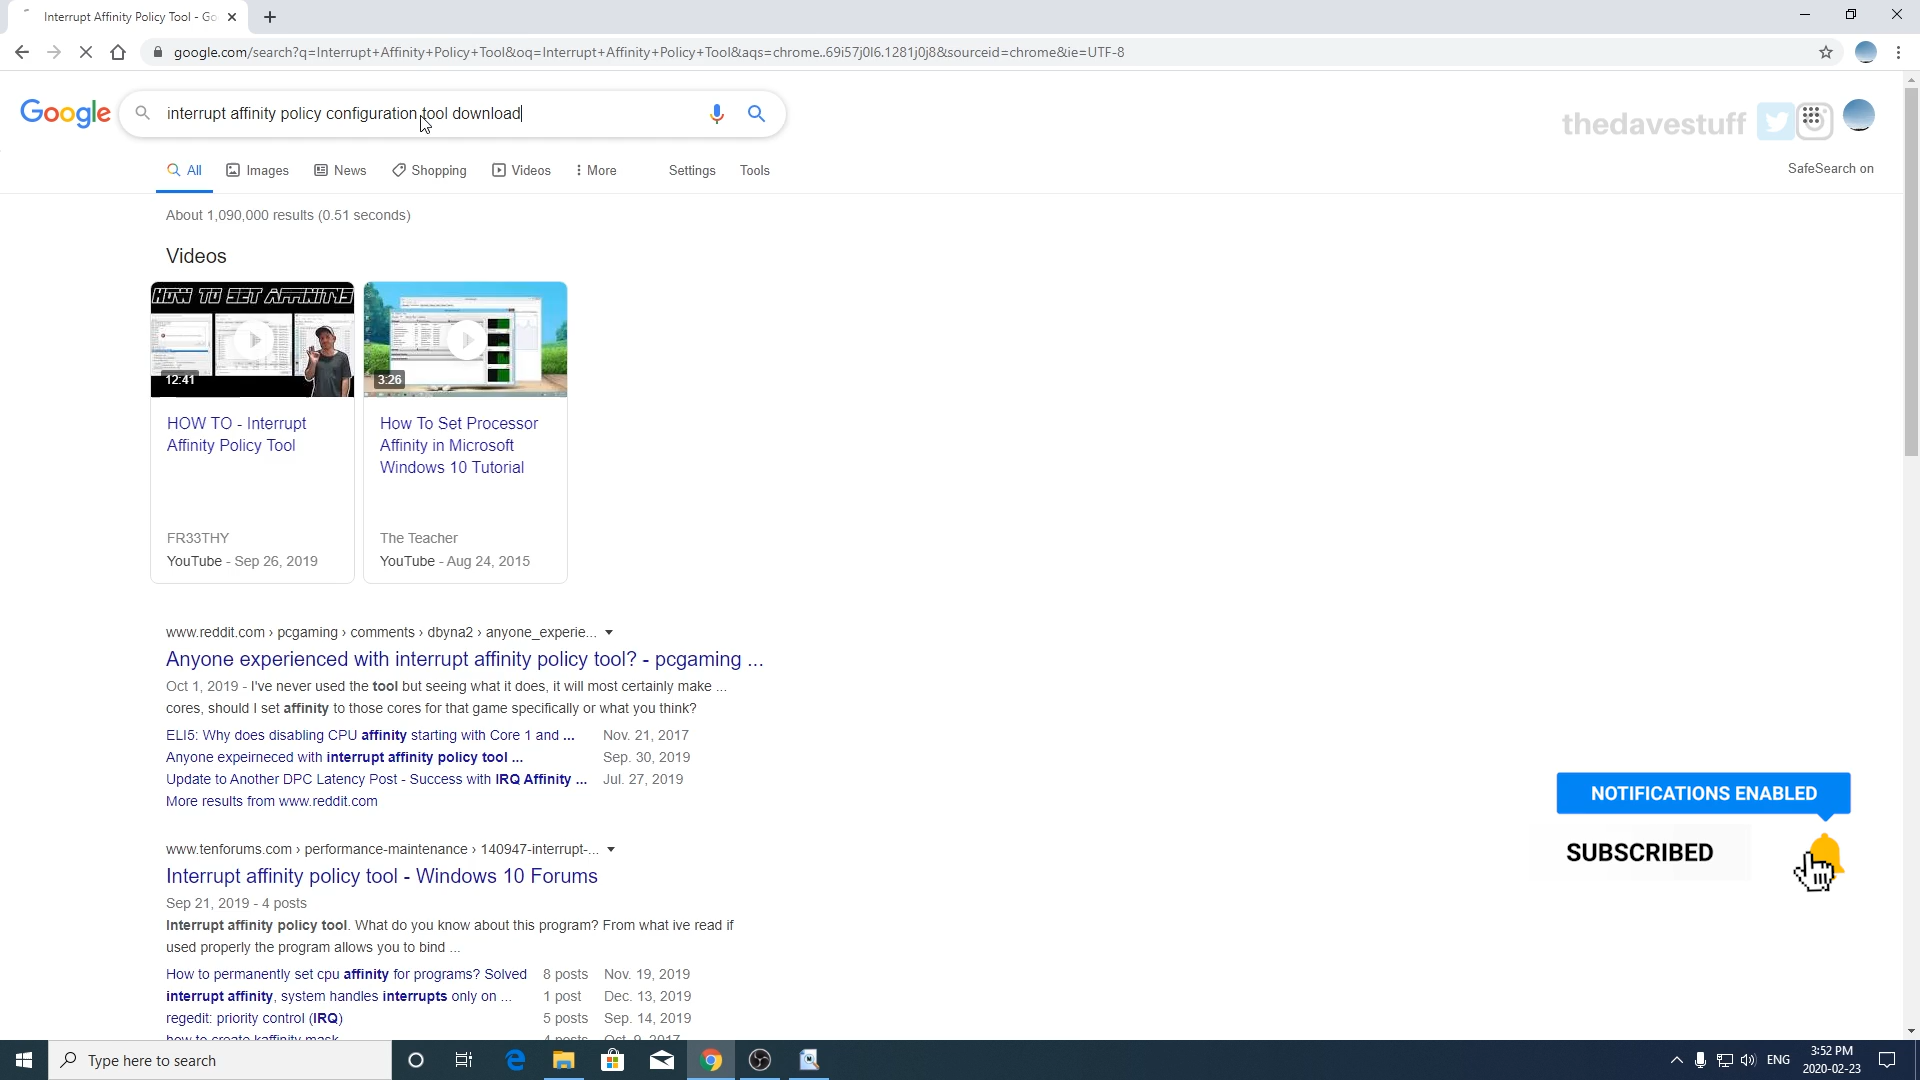 Interrupt Affinity Policy Tool - Go
google.com/search?q=Interrupt+Affinity+Policy+Tool&oq=Interrupt+Affinity+Policy+Tool&aqs=chrome..69i57j0l6.1281j0j8&sourceid=chrome&ie=UTF-8
Google
interrupt affinity policy configuration tool download
thedavestuff
All
Images
News
Shopping
Videos
More
Settings
Tools
SafeSearch on
About 1,090,000 results (0.51 seconds)
Videos
HOW TO SET AFFINITYS
12:41
3:26
HOW TO - Interrupt
Affinity Policy Tool
How To Set Processor
Affinity in Microsoft
Windows 10 Tutorial
FR33THY
YouTube - Sep 26, 2019
The Teacher
YouTube - Aug 24, 2015
www.reddit.com › pcgaming › comments › dbyna2 › anyone_experie...
Anyone experienced with interrupt affinity policy tool? - pcgaming ...
Oct 1, 2019 - I've never used the tool but seeing what it does, it will most certainly make ...
cores, should I set affinity to those cores for that game specifically or what you think?
ELI5: Why does disabling CPU affinity starting with Core 1 and ... Nov. 21, 2017
Anyone expeirneced with interrupt affinity policy tool ... Sep. 30, 2019
Update to Another DPC Latency Post - Success with IRQ Affinity ... Jul. 27, 2019
More results from www.reddit.com
www.tenforums.com › performance-maintenance › 140947-interrupt-...
Interrupt affinity policy tool - Windows 10 Forums
Sep 21, 2019 - 4 posts
Interrupt affinity policy tool. What do you know about this program? From what ive read if
used properly the program allows you to bind ...
How to permanently set cpu affinity for programs? Solved 8 posts Nov. 19, 2019
interrupt affinity, system handles interrupts only on ... 1 post Dec. 13, 2019
regedit: priority control (IRQ) 5 posts Sep. 14, 2019
how to create kaffinity mask 4 posts Oct. 9, 2017
NOTIFICATIONS ENABLED
SUBSCRIBED
Type here to search
ENG
3:52 PM
2020-02-23